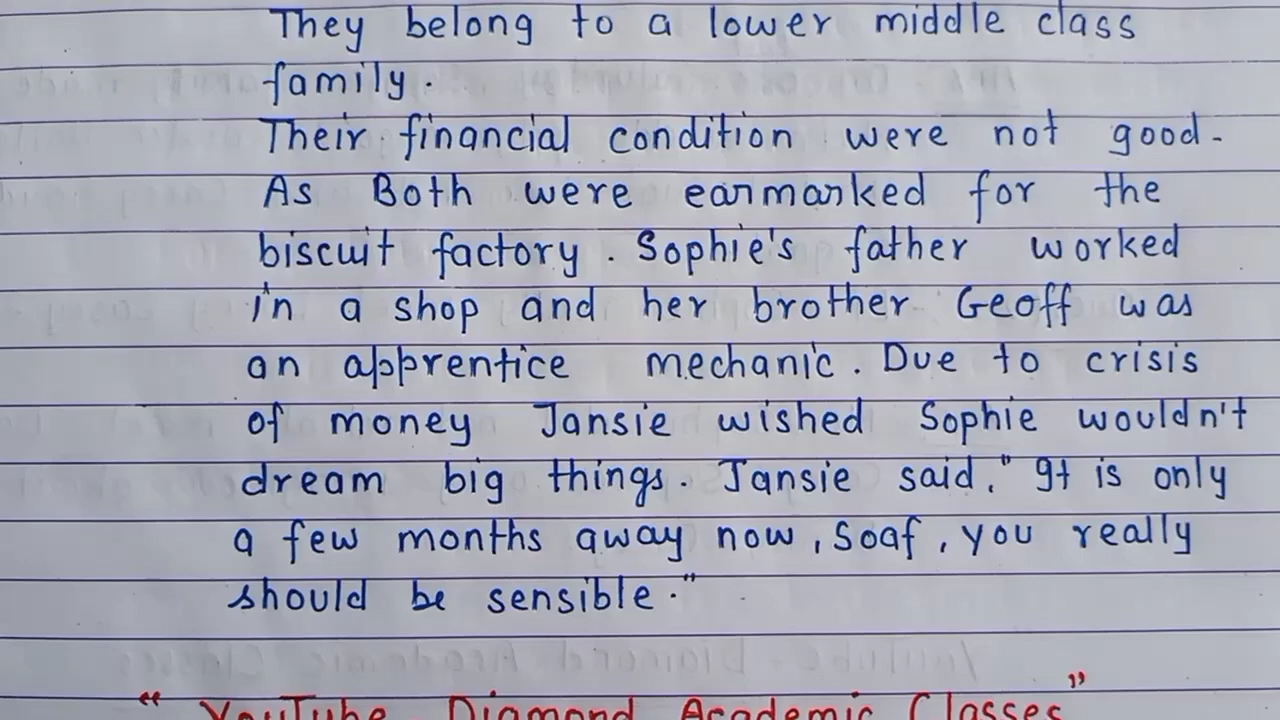 They belong to a lower middle class
family.
Their financial condition were not good.
As Both were earmarked for the
biscuit factory. Sophie's father worked
in a shop and her brother Geoff was
an apprentice mechanic. Due to crisis
of money Jansie wished Sophie wouldn't
dream big things. Jansie said, "It is only
a few months away now, Soaf, you really
should be sensible."
"YouTube - Diamond Academic Classes"